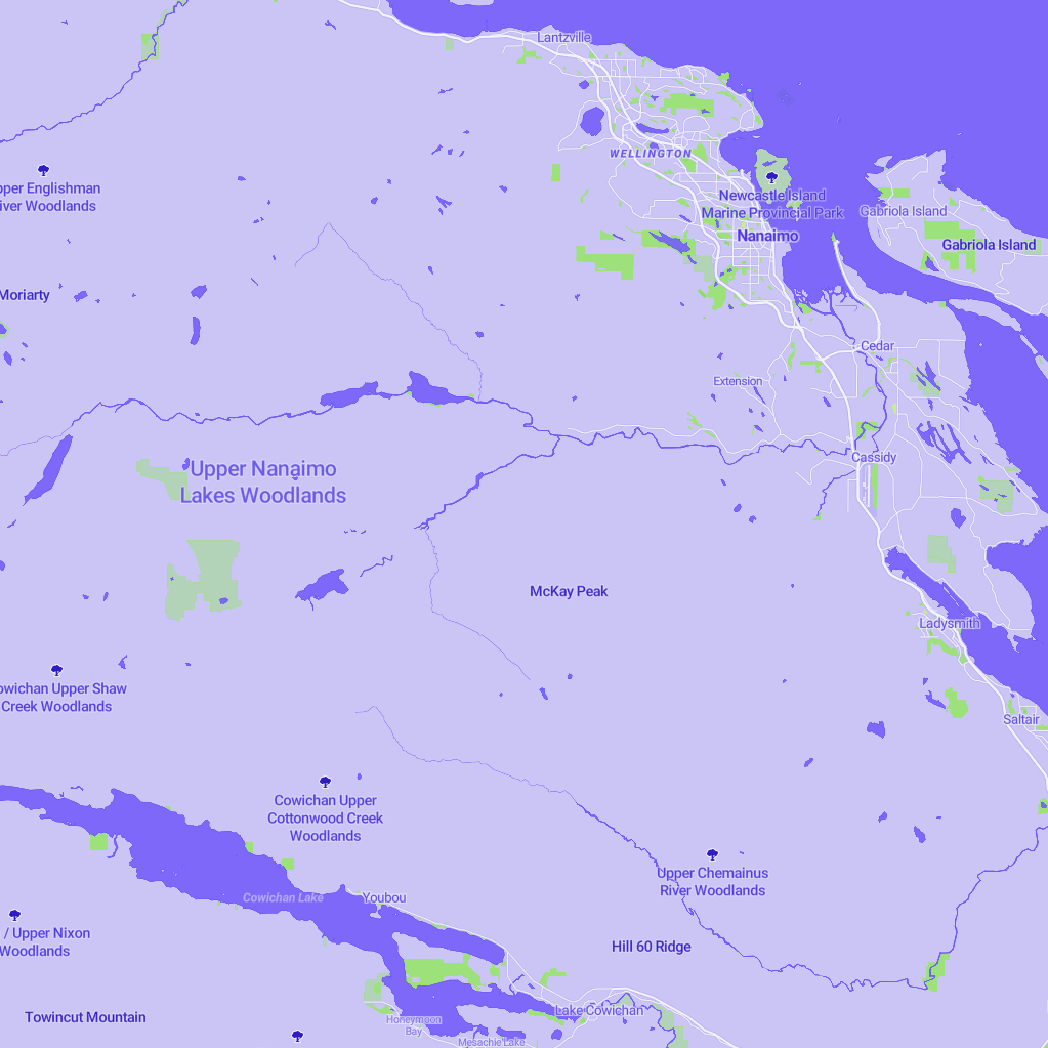 Lantzville
WELLINGTON
pper Englishman
iver Woodlands
Newcastle Island
Marine Provincial Park
Gabriola Island
Nanaimo
Gabriola Island
Moriarty
Cedar
Extension
Cassidy
Upper Nanaimo
Lakes Woodlands
McKay Peak
Ladysmith
owichan Upper Shaw
Creek Woodlands
Saltair
Cowichan Upper
Cottonwood Creek
Woodlands
Upper Chemainus
River Woodlands
Cowichan Lake
Youbou
/ Upper Nixon
Woodlands
Hill 60 Ridge
Lake Cowichan
Towincut Mountain
Honeymoon
Bay
Mesachie Lake